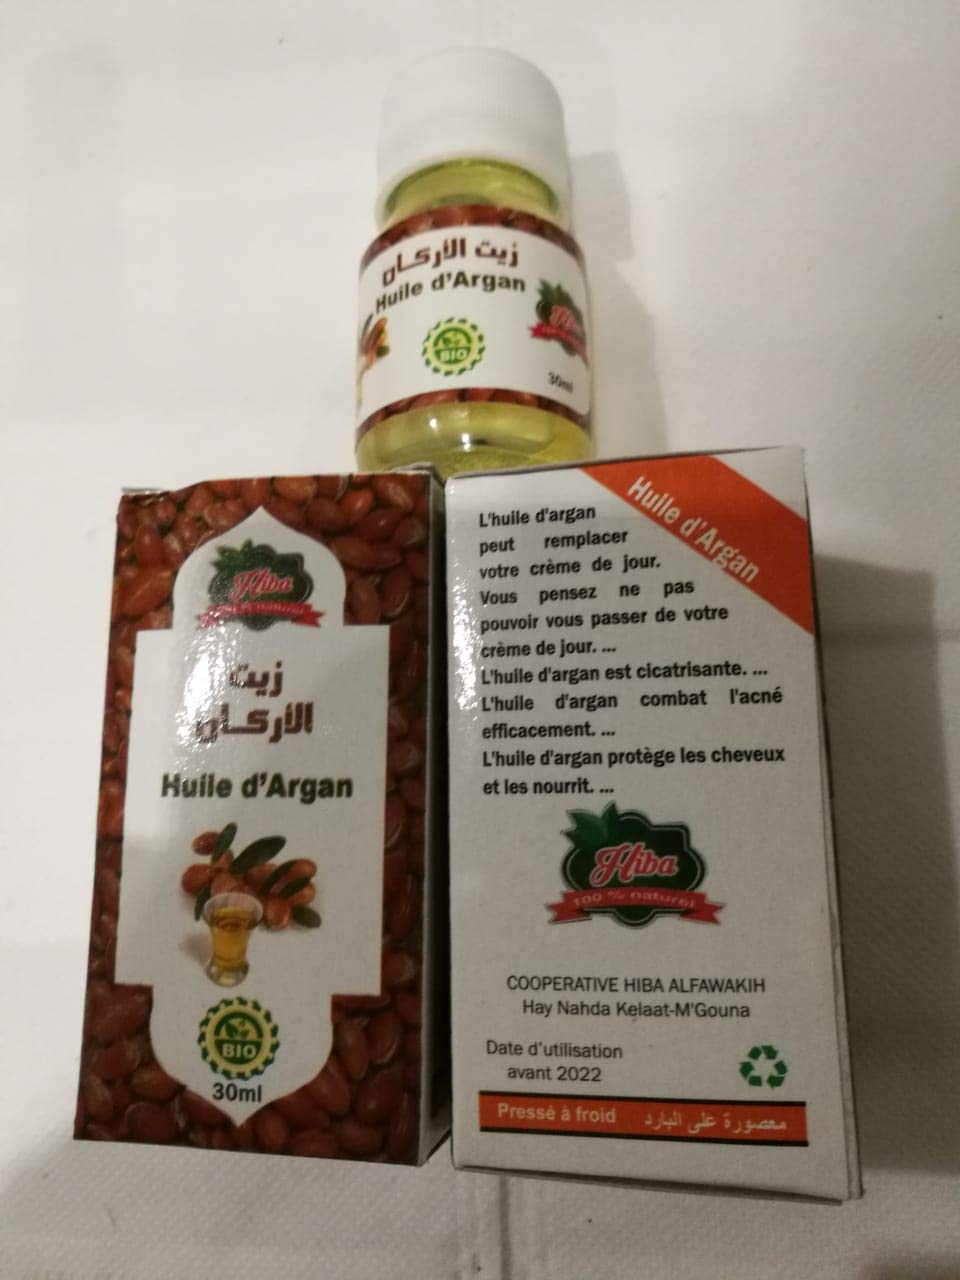 زيت الأركان
Huile d'Argan
BIO
30ml
Hiba
زيت
الأركان
Huile d'Argan
BIO
30ml
Huile d'Argan
L'huile d'argan
peut remplacer
votre crème de jour.
Vous pensez ne pas
pouvoir vous passer de votre
crème de jour. ...
L'huile d'argan est cicatrisante. ...
L'huile d'argan combat l'acné
efficacement. ...
L'huile d'argan protège les cheveux
et les nourrit. ...
Hiba
100 % naturel
COOPERATIVE HIBA ALFAWAKIH
Hay Nahda Kelaat-M'Gouna
Date d'utilisation
avant 2022
Pressé à froid معصورة على البارد